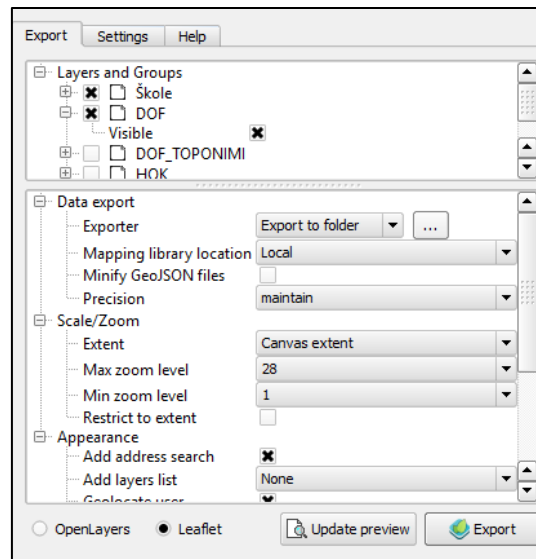 Export Settings Help
Layers and Groups
Škole
DOF
Visible
DOF_TOPONIMI
HOK
Data export
Exporter Export to folder ...
Mapping library location Local
Minify GeoJSON files
Precision maintain
Scale/Zoom
Extent Canvas extent
Max zoom level 28
Min zoom level 1
Restrict to extent
Appearance
Add address search
Add layers list None
Geolocate user
OpenLayers Leaflet Update preview Export